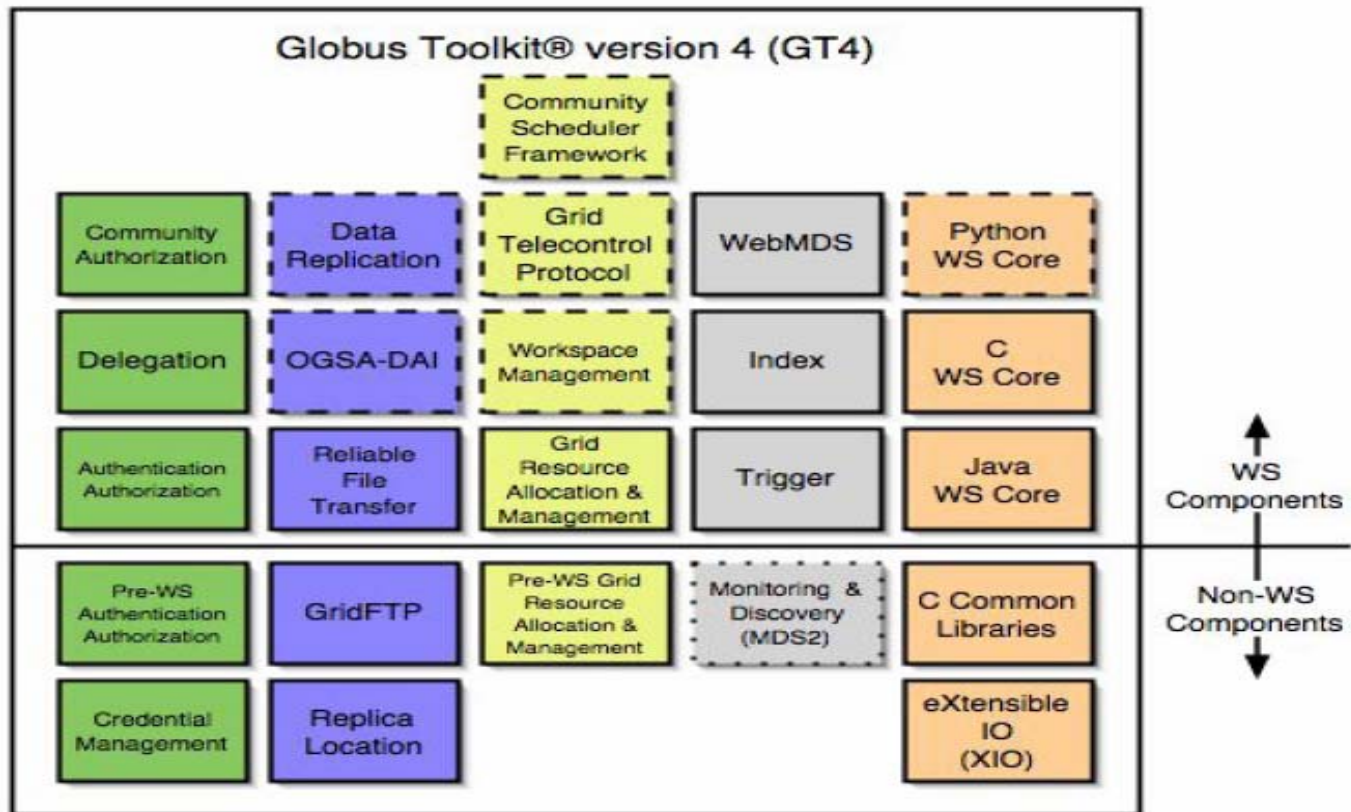 Globus Toolkit® version 4 (GT4)
Community
Scheduler
Framework
Community
Authorization
Data
Replication
Grid
Telecontrol
Protocol
WebMDS
Python
WS Core
Delegation
OGSA-DAI
Workspace
Management
Index
C
WS Core
Authentication
Authorization
Reliable
File
Transfer
Grid
Resource
Allocation &
Management
Trigger
Java
WS Core
WS
Components
Pre-WS
Authentication
Authorization
GridFTP
Pre-WS Grid
Resource
Allocation &
Management
Monitoring &
Discovery
(MDS2)
C Common
Libraries
Non-WS
Components
Credential
Management
Replica
Location
eXtensible
IO
(XIO)